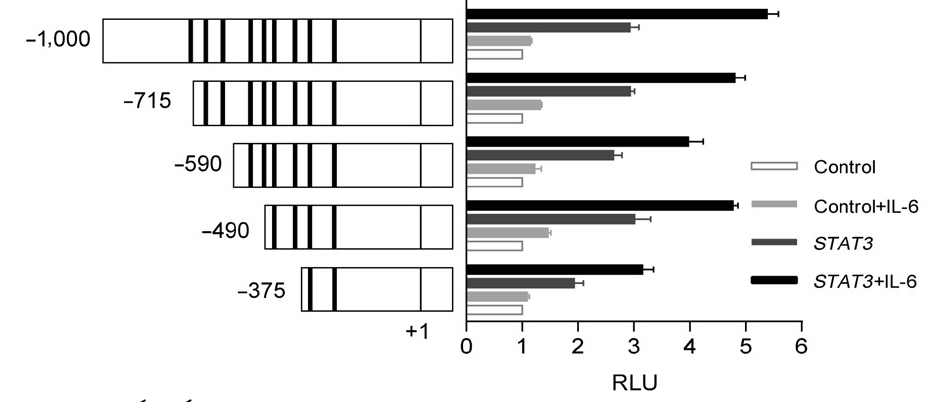 −1,000
−715
−590
−490
−375
+1
Control
Control+IL-6
STAT3
STAT3+IL-6
0 1 2 3 4 5 6
RLU